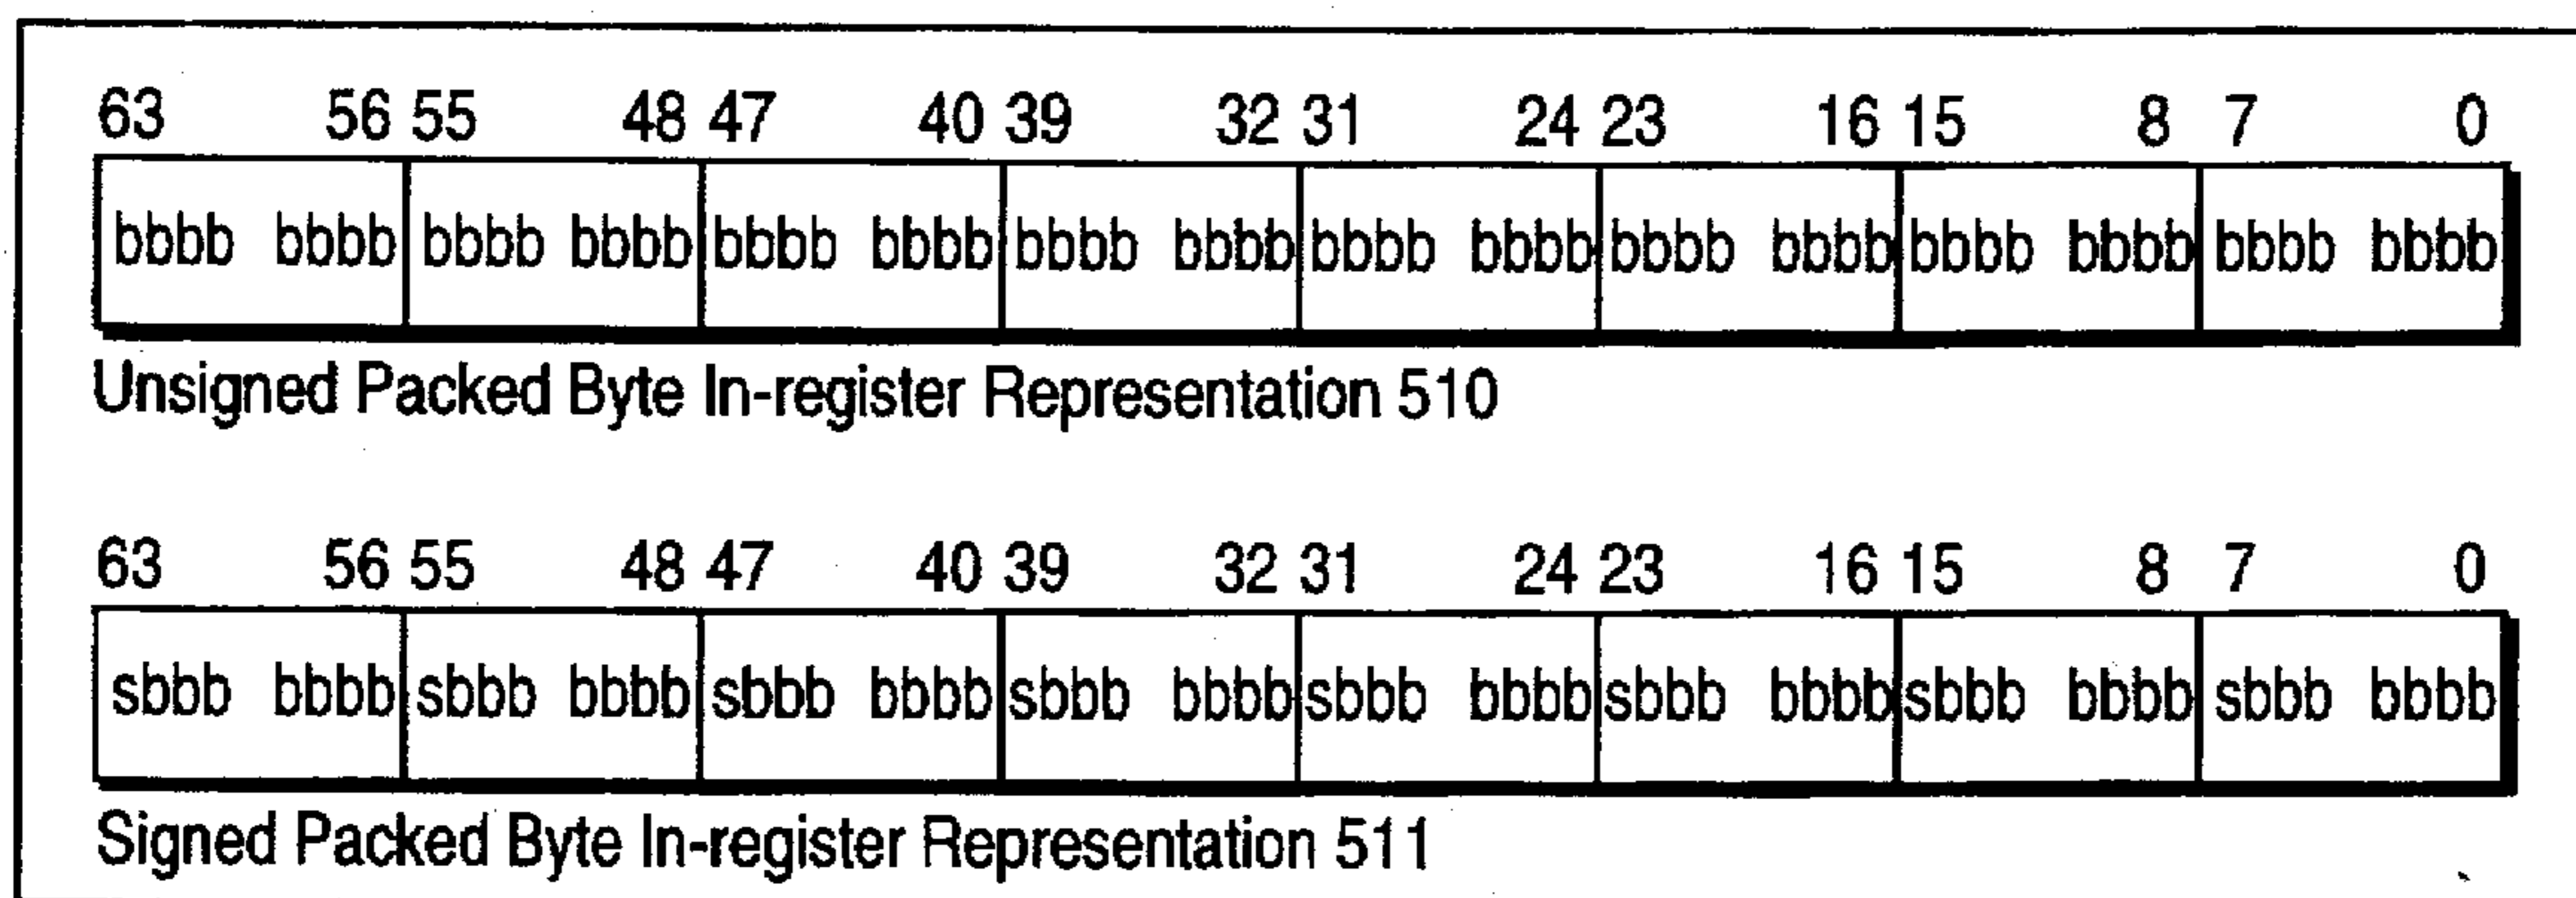 63 56 55 48 47 40 39 32 31 24 23 16 15 8 7 0
bbbb bbbb bbbb bbbb bbbb bbbb bbbb bbbb bbbb bbbb bbbb bbbb bbbb bbbb bbbb bbbb
Unsigned Packed Byte In-register Representation 510
63 56 55 48 47 40 39 32 31 24 23 16 15 8 7 0
sbbb bbbb sbbb bbbb sbbb bbbb sbbb bbbb sbbb bbbb sbbb bbbb sbbb bbbb sbbb bbbb
Signed Packed Byte In-register Representation 511